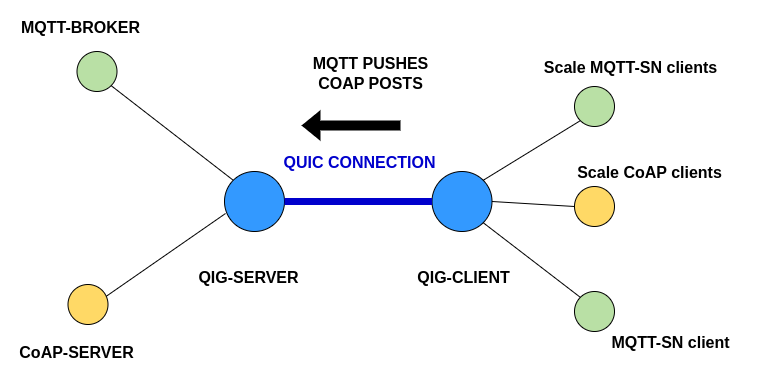 MQTT-BROKER
MQTT PUSHES
COAP POSTS
Scale MQTT-SN clients
QUIC CONNECTION
Scale CoAP clients
QIG-SERVER
QIG-CLIENT
CoAP-SERVER
MQTT-SN client